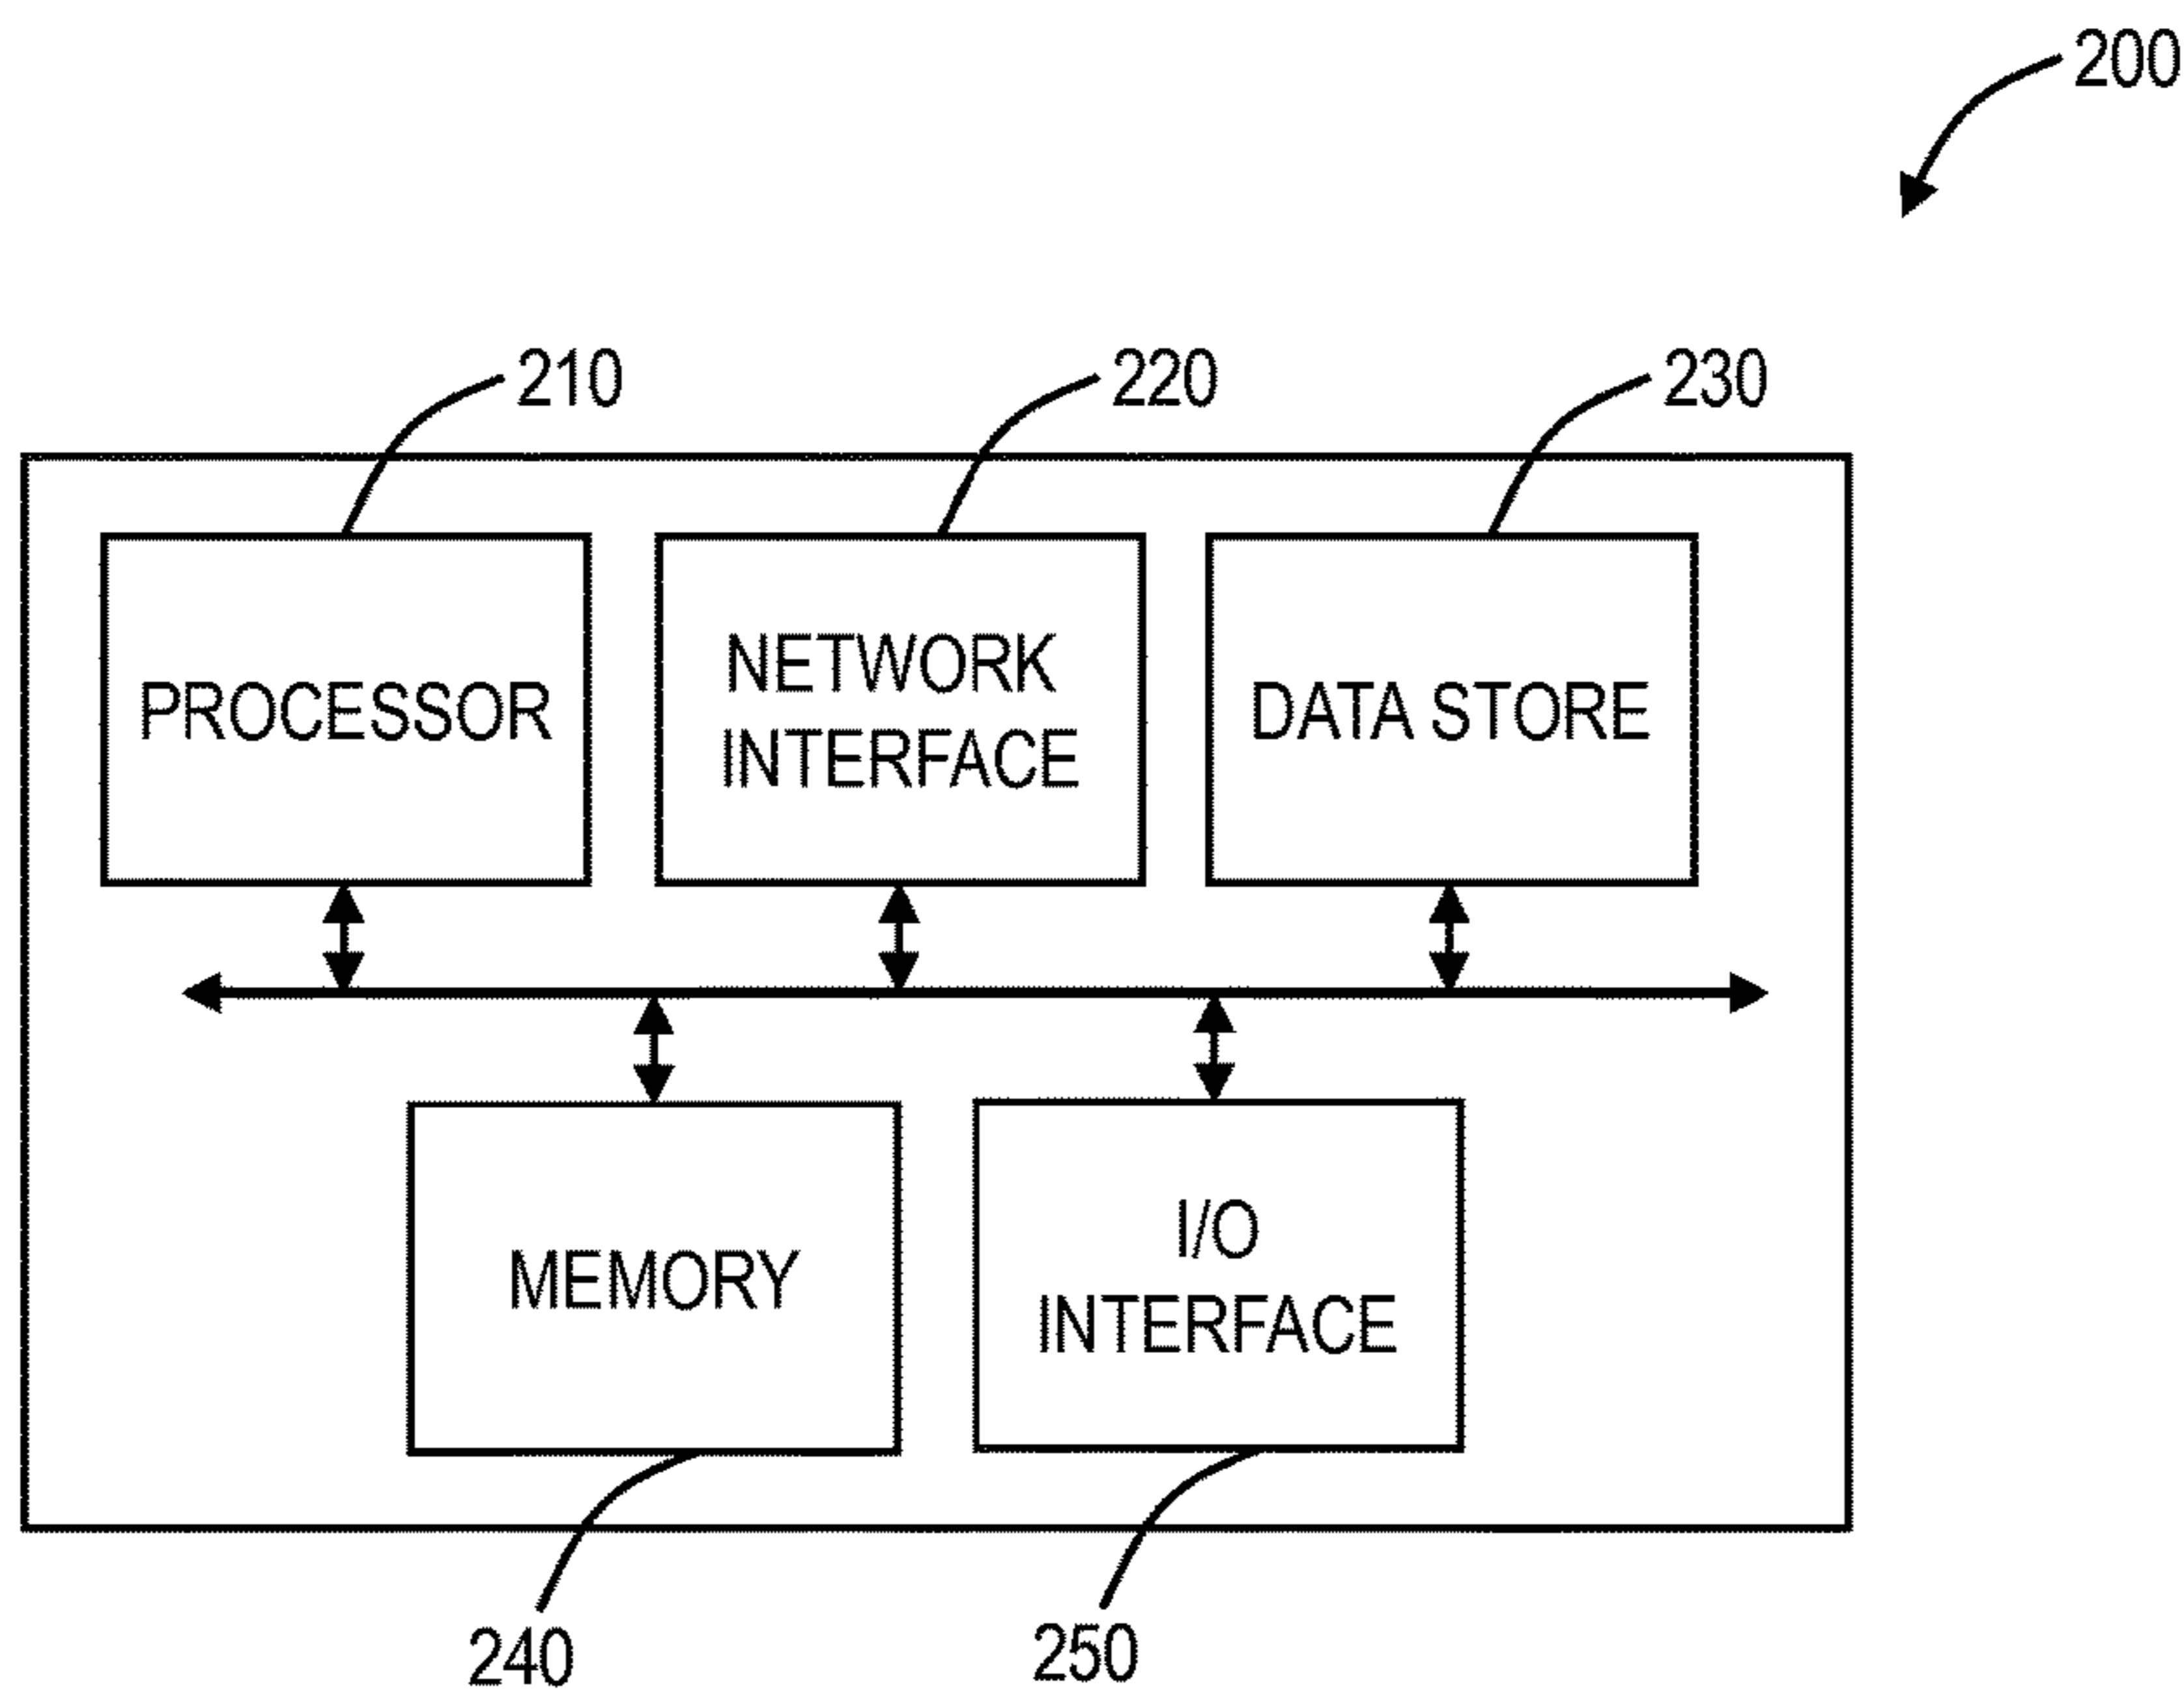 200
210
220
230
PROCESSOR
NETWORK
INTERFACE
DATA STORE
MEMORY
I/O
INTERFACE
240
250